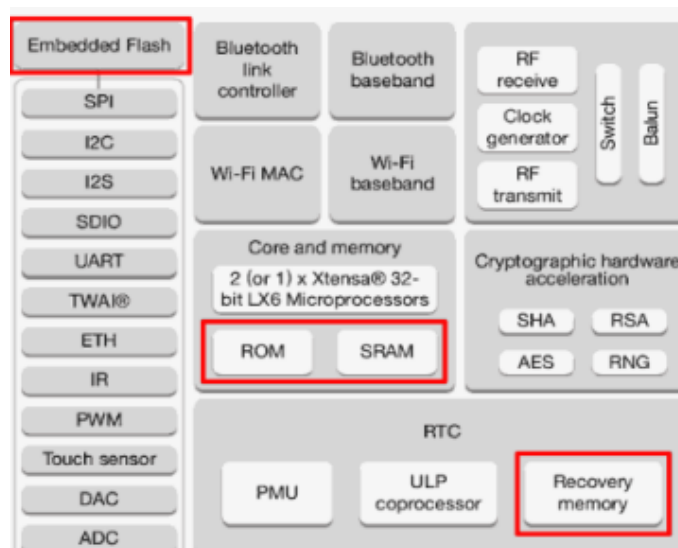 Embedded Flash
SPI
I2C
I2S
SDIO
UART
TWAI®
ETH
IR
PWM
Touch sensor
DAC
ADC
Bluetooth
link
controller
Bluetooth
baseband
Wi-Fi MAC
Wi-Fi
baseband
RF
receive
Clock
generator
RF
transmit
Switch
Balun
Core and memory
2 (or 1) x Xtensa® 32-
bit LX6 Microprocessors
ROM
SRAM
Cryptographic hardware
acceleration
SHA
RSA
AES
RNG
RTC
PMU
ULP
coprocessor
Recovery
memory